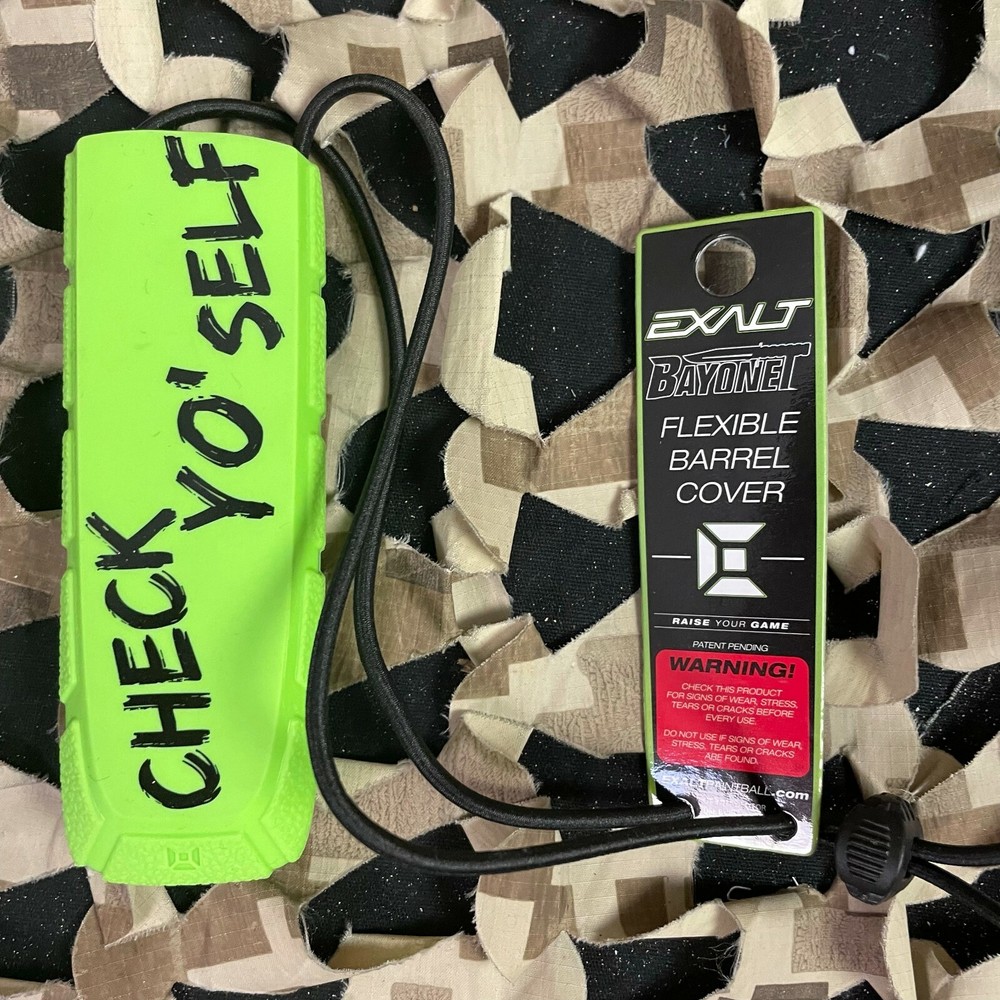 CHECK
YO'SELF
EXALT
BAYONET
FLEXIBLE
BARREL
COVER
RAISE YOUR GAME
PATENT PENDING
WARNING!
CHECK THIS PRODUCT
FOR SIGNS OF WEAR, STRESS,
TEARS OR CRACKS BEFORE
EVERY USE.
DO NOT USE IF SIGNS OF WEAR,
STRESS, TEARS OR CRACKS
ARE FOUND.
EXALTPAINTBALL.com